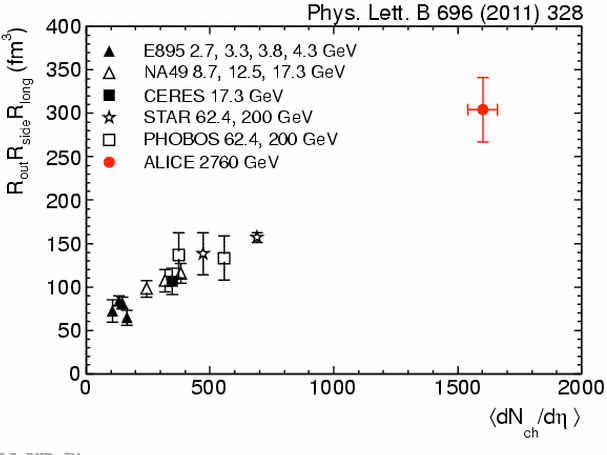 Phys. Lett. B 696 (2011) 328
R_out R_side R_long (fm³)
400
350
300
250
200
150
100
50
0
E895 2.7, 3.3, 3.8, 4.3 GeV
NA49 8.7, 12.5, 17.3 GeV
CERES 17.3 GeV
STAR 62.4, 200 GeV
PHOBOS 62.4, 200 GeV
ALICE 2760 GeV
0 500 1000 1500 2000
⟨dN_ch/dη⟩